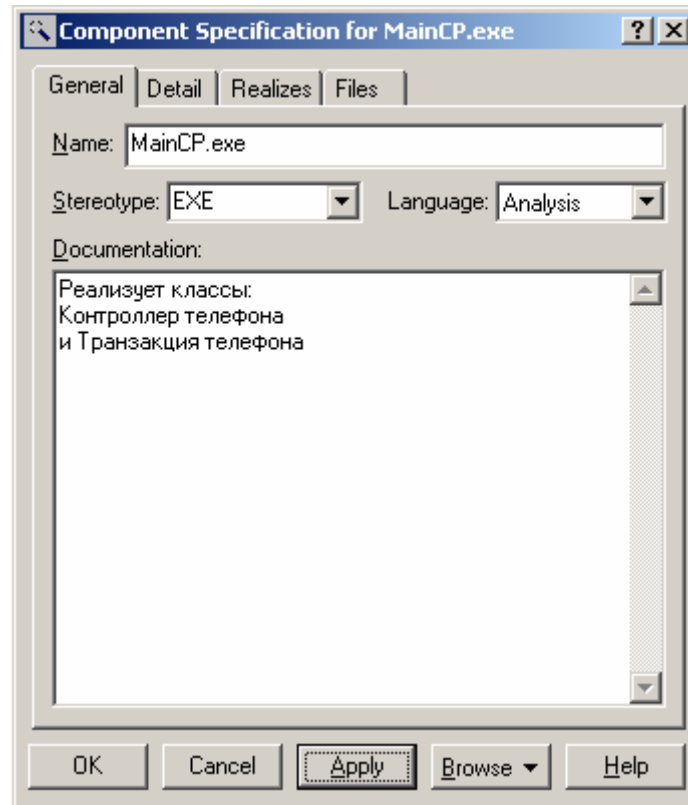 Component Specification for MainCP.exe
General Detail Realizes Files
Name: MainCP.exe
Stereotype: EXE Language: Analysis
Documentation:
Реализует классы:
Контроллер телефона
и Транзакция телефона
OK Cancel Apply Browse Help